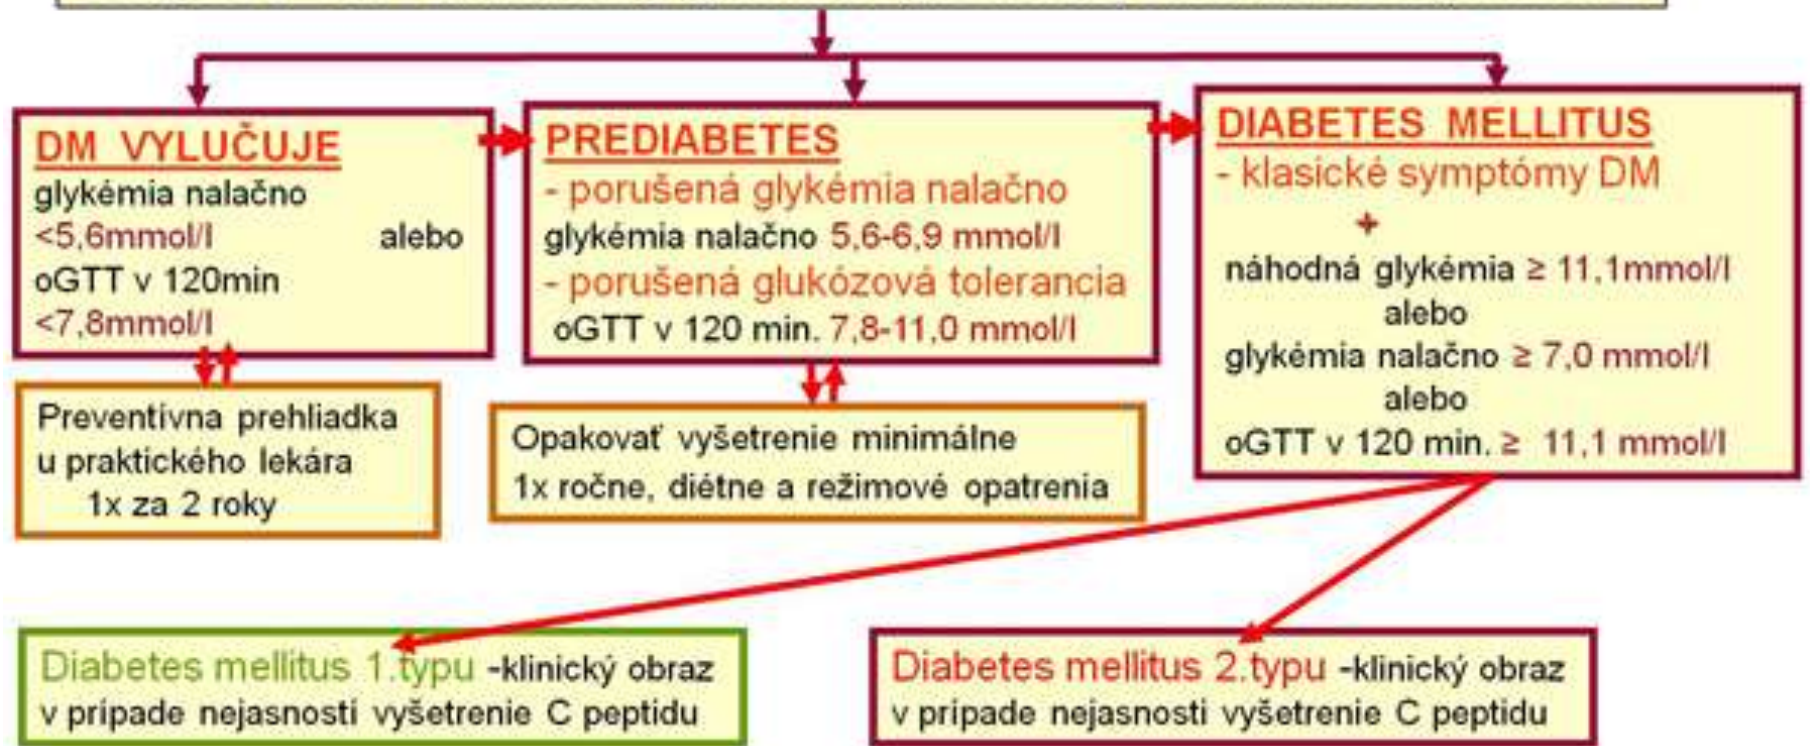 DM VYLUČUJE
glykémia nalačno
<5,6mmol/l alebo
oGTT v 120min
<7,8mmol/l
PREDIABETES
- porušená glykémia nalačno
glykémia nalačno 5,6-6,9 mmol/l
- porušená glukózová tolerancia
oGTT v 120 min. 7,8-11,0 mmol/l
DIABETES MELLITUS
- klasické symptómy DM
+
náhodná glykémia ≥ 11,1mmol/l
alebo
glykémia nalačno ≥ 7,0 mmol/l
alebo
oGTT v 120 min. ≥ 11,1 mmol/l
Preventívna prehliadka
u praktického lekára
1x za 2 roky
Opakovať vyšetrenie minimálne
1x ročne, diétne a režimové opatrenia
Diabetes mellitus 1.typu -klinický obraz
v prípade nejasností vyšetrenie C peptidu
Diabetes mellitus 2.typu -klinický obraz
v prípade nejasností vyšetrenie C peptidu